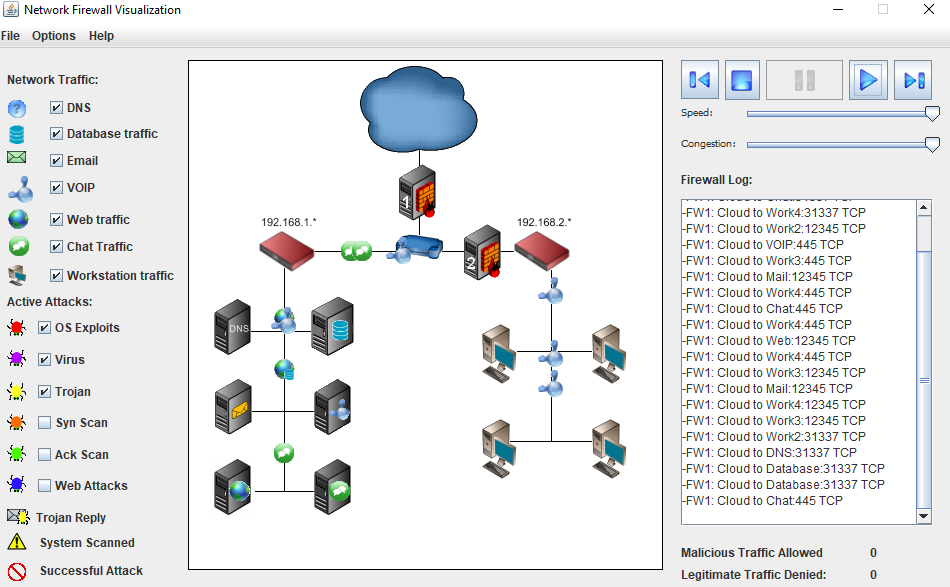 Network Firewall Visualization
File Options Help
Network Traffic:
DNS
Database traffic
Email
VOIP
Web traffic
Chat Traffic
Workstation traffic
Active Attacks:
OS Exploits
Virus
Trojan
Syn Scan
Ack Scan
Web Attacks
Trojan Reply
System Scanned
Successful Attack
1
192.168.1.*
192.168.2.*
2
DNS
Speed:
Congestion:
Firewall Log:
-FW1: Cloud to Work4:31337 TCP
-FW1: Cloud to Work2:12345 TCP
-FW1: Cloud to VOIP:445 TCP
-FW1: Cloud to Work3:445 TCP
-FW1: Cloud to Mail:12345 TCP
-FW1: Cloud to Work4:445 TCP
-FW1: Cloud to Chat:445 TCP
-FW1: Cloud to Work4:445 TCP
-FW1: Cloud to Web:12345 TCP
-FW1: Cloud to Work4:445 TCP
-FW1: Cloud to Work3:12345 TCP
-FW1: Cloud to Mail:12345 TCP
-FW1: Cloud to Work4:12345 TCP
-FW1: Cloud to Work3:12345 TCP
-FW1: Cloud to Work2:31337 TCP
-FW1: Cloud to DNS:31337 TCP
-FW1: Cloud to Database:31337 TCP
-FW1: Cloud to Database:31337 TCP
-FW1: Cloud to Chat:445 TCP
Malicious Traffic Allowed 0
Legitimate Traffic Denied: 0